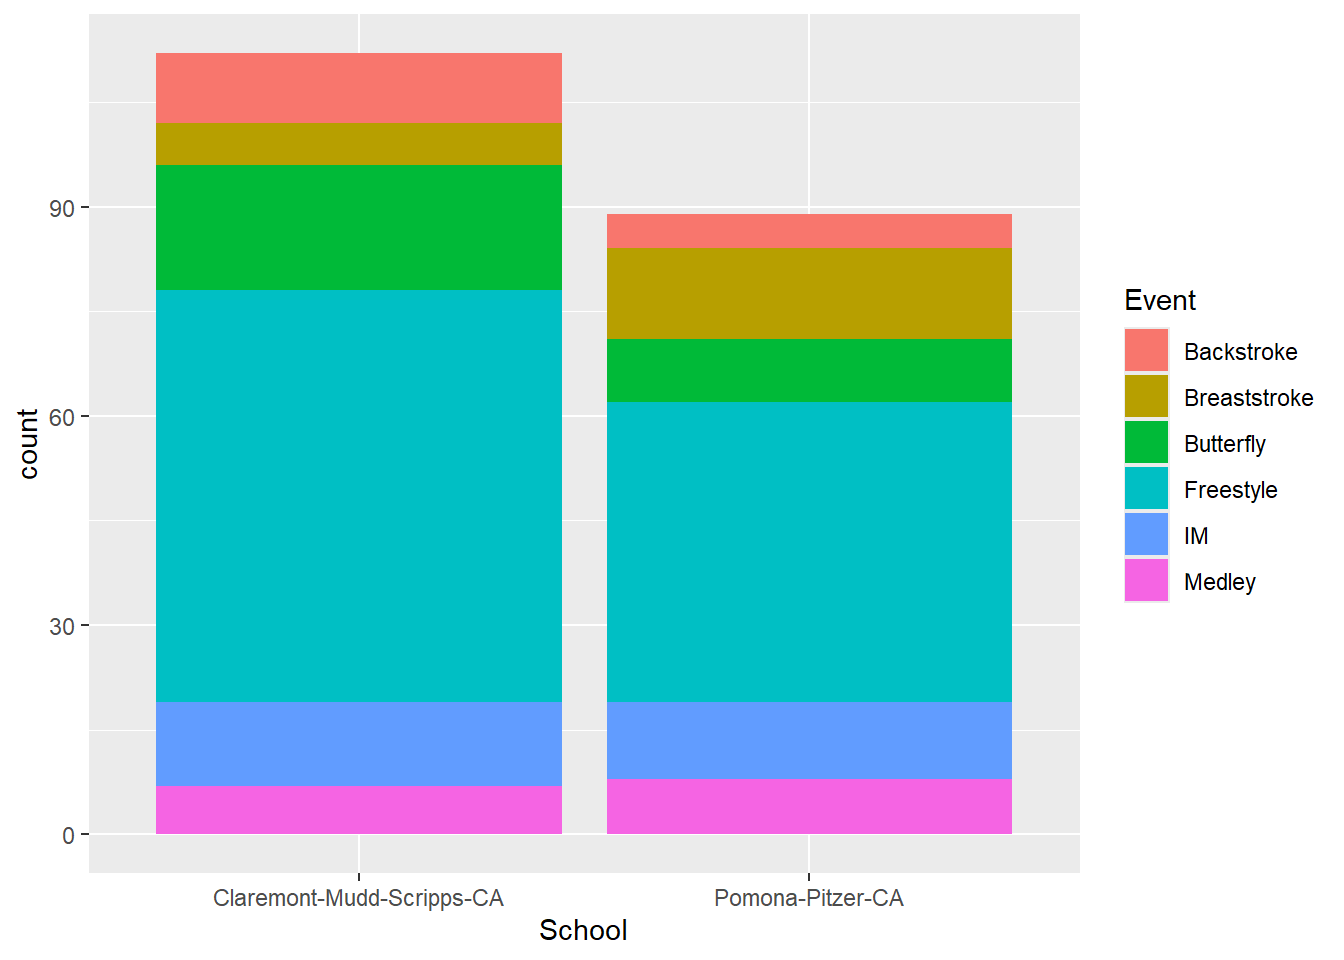 90
60
30
0
count
Claremont-Mudd-Scripps-CA
Pomona-Pitzer-CA
School
Event
Backstroke
Breaststroke
Butterfly
Freestyle
IM
Medley